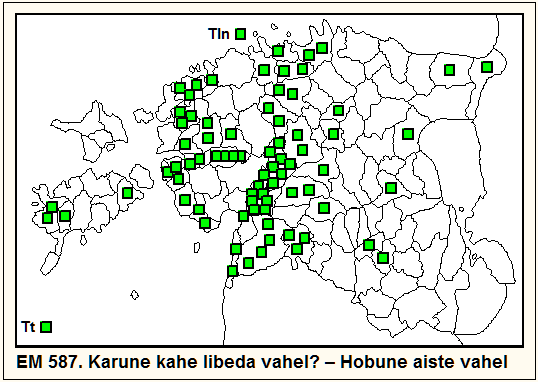 Tln
Tt
EM 587. Karune kahe libeda vahel? – Hobune aiste vahel